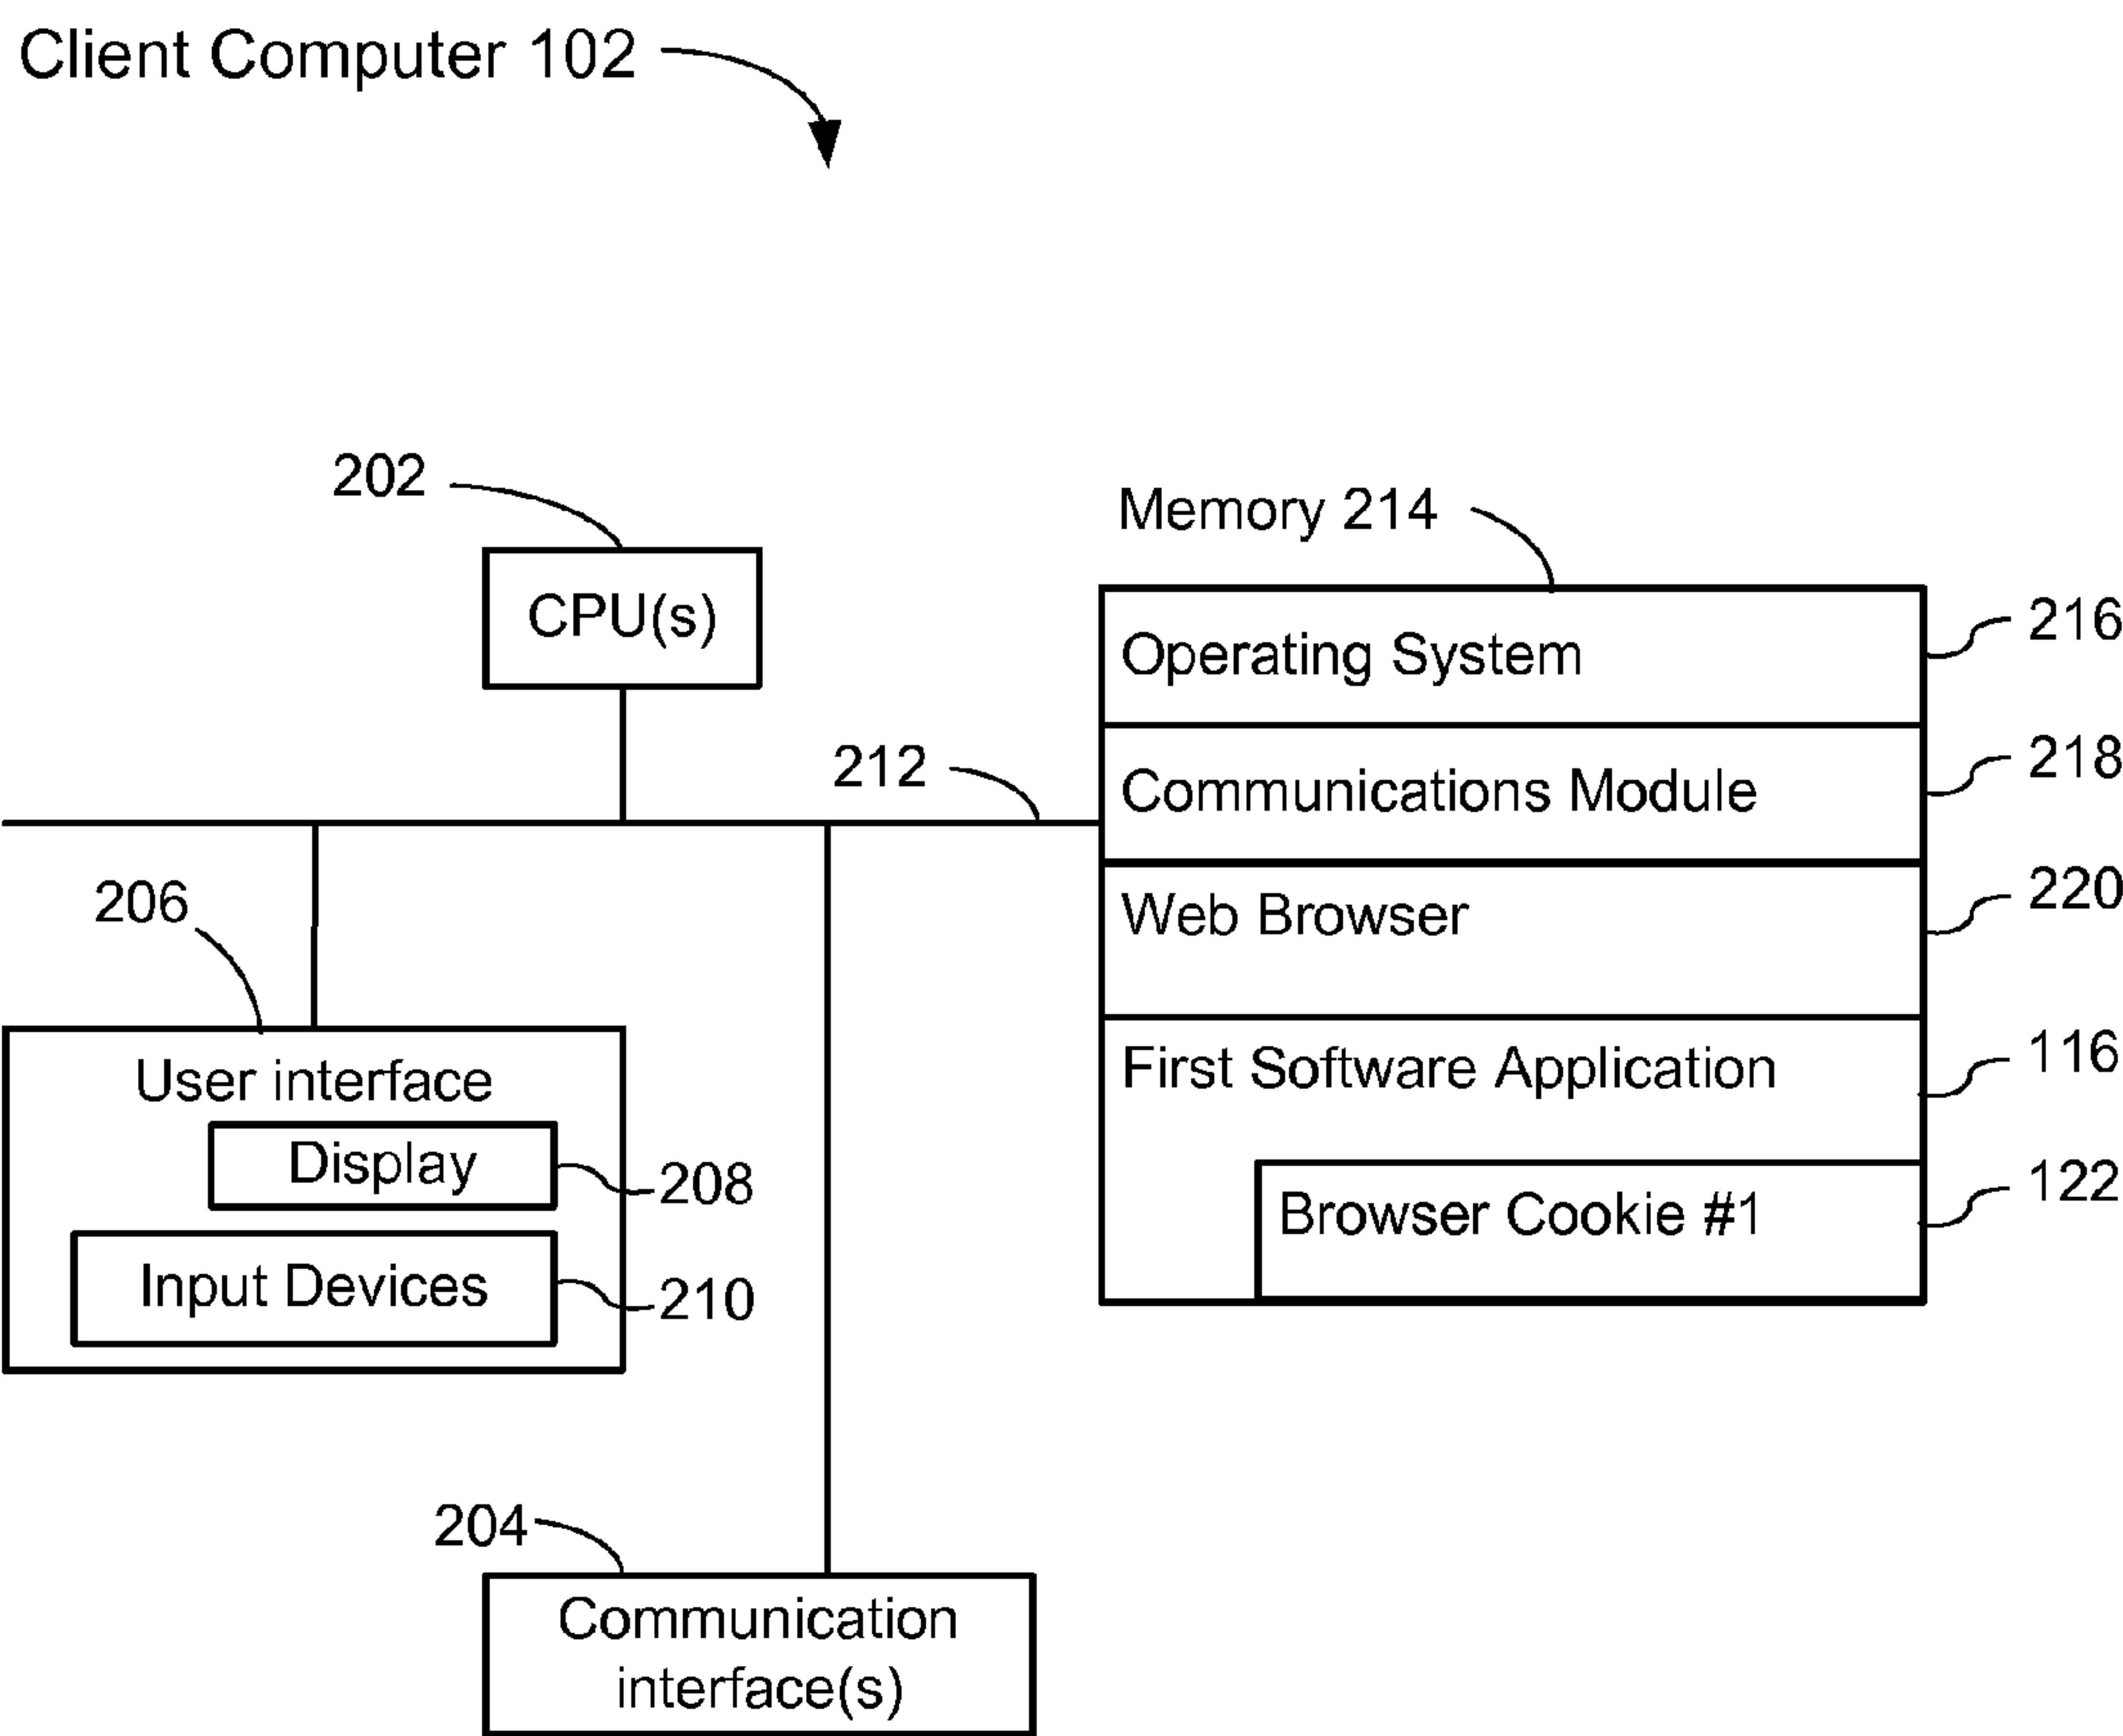 Client Computer 102
202
CPU(s)
Memory 214
Operating System
216
212
Communications Module
218
Web Browser
220
206
User interface
Display
208
Input Devices
210
First Software Application
116
Browser Cookie #1
122
204
Communication
interface(s)